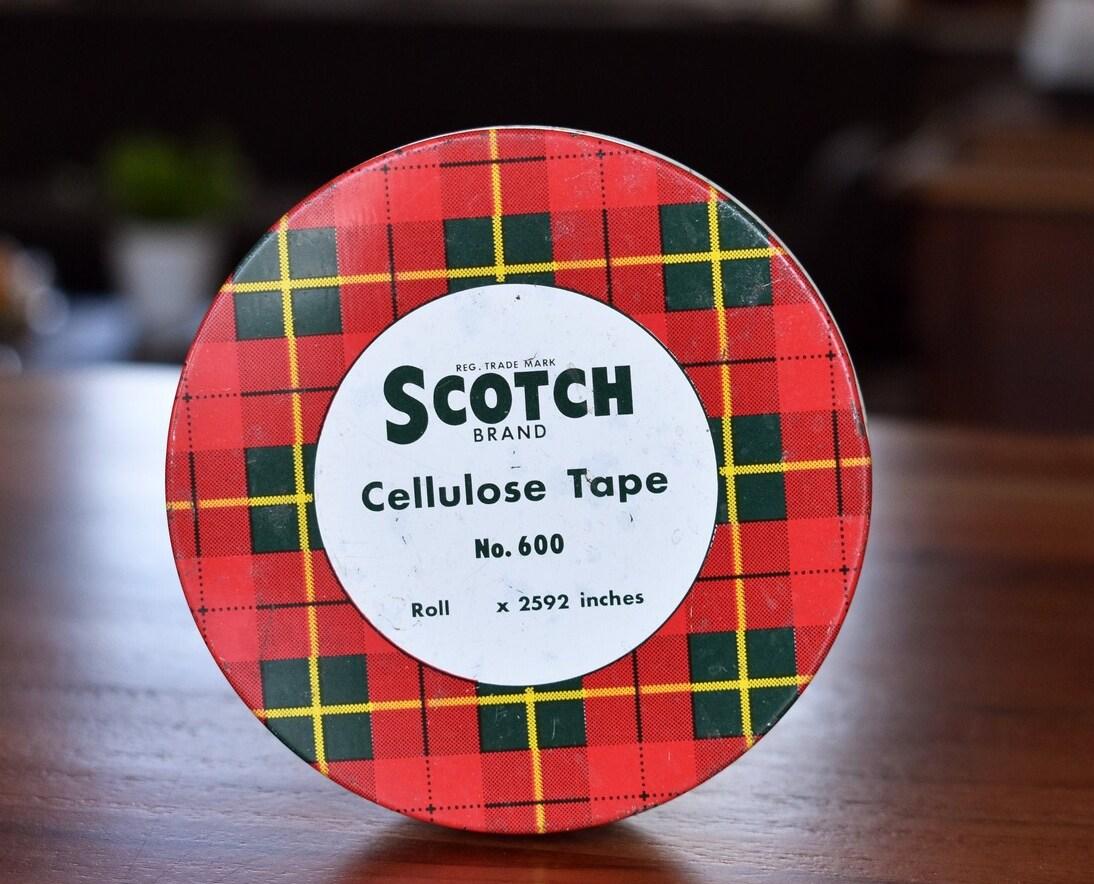 REG. TRADE MARK
SCOTCH
BRAND
Cellulose Tape
No. 600
Roll x 2592 inches